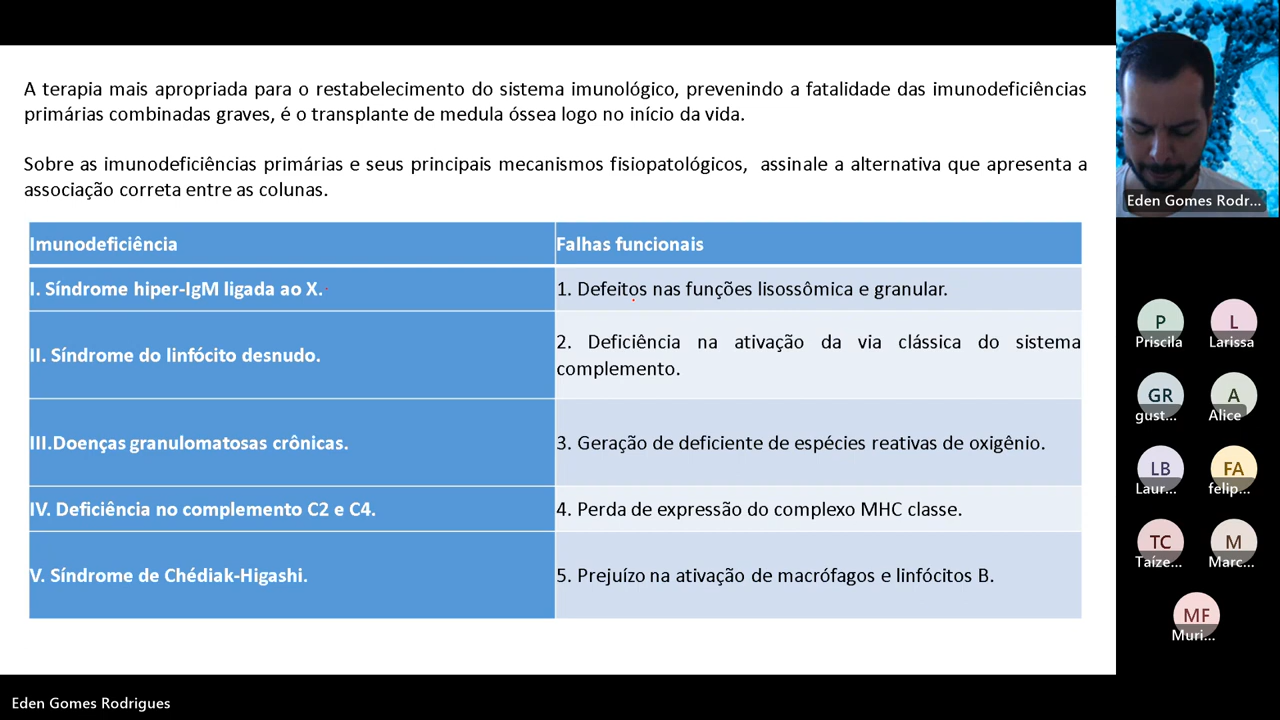 A terapia mais apropriada para o restabelecimento do sistema imunológico, prevenindo a fatalidade das imunodeficiências
primárias combinadas graves, é o transplante de medula óssea logo no início da vida.
Sobre as imunodeficiências primárias e seus principais mecanismos fisiopatológicos, assinale a alternativa que apresenta a
associação correta entre as colunas.
Imunodeficiência
Falhas funcionais
I. Síndrome hiper-IgM ligada ao X.
1. Defeitos nas funções lisossômica e granular.
II. Síndrome do linfócito desnudo.
2. Deficiência na ativação da via clássica do sistema
complemento.
III.Doenças granulomatosas crônicas.
3. Geração de deficiente de espécies reativas de oxigênio.
IV. Deficiência no complemento C2 e C4.
4. Perda de expressão do complexo MHC classe.
V. Síndrome de Chédiak-Higashi.
5. Prejuízo na ativação de macrófagos e linfócitos B.
Eden Gomes Rodr...
P
Priscila
L
Larissa
GR
gust...
A
Alice
LB
Laur...
FA
felip...
TC
Taíze...
M
Marc...
MF
Muri...
Eden Gomes Rodrigues